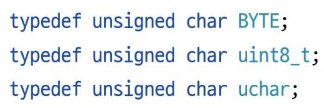 typedef unsigned char BYTE;
typedef unsigned char uint8_t;
typedef unsigned char uchar;